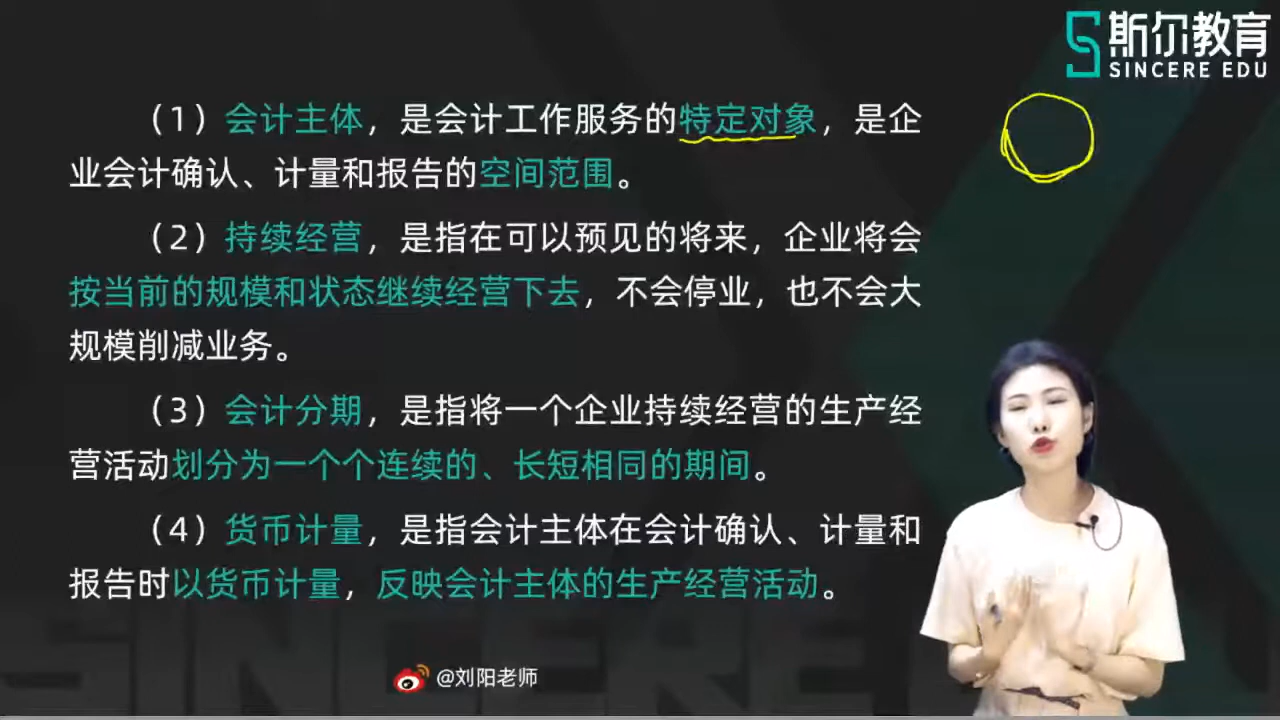 斯尔教育
SINCERE EDU
（1）会计主体，是会计工作服务的特定对象，是企
业会计确认、计量和报告的空间范围。
（2）持续经营，是指在可以预见的将来，企业将会
按当前的规模和状态继续经营下去，不会停业，也不会大
规模削减业务。
（3）会计分期，是指将一个企业持续经营的生产经
营活动划分为一个个连续的、长短相同的期间。
（4）货币计量，是指会计主体在会计确认、计量和
报告时以货币计量，反映会计主体的生产经营活动。
SINCERE
@刘阳老师